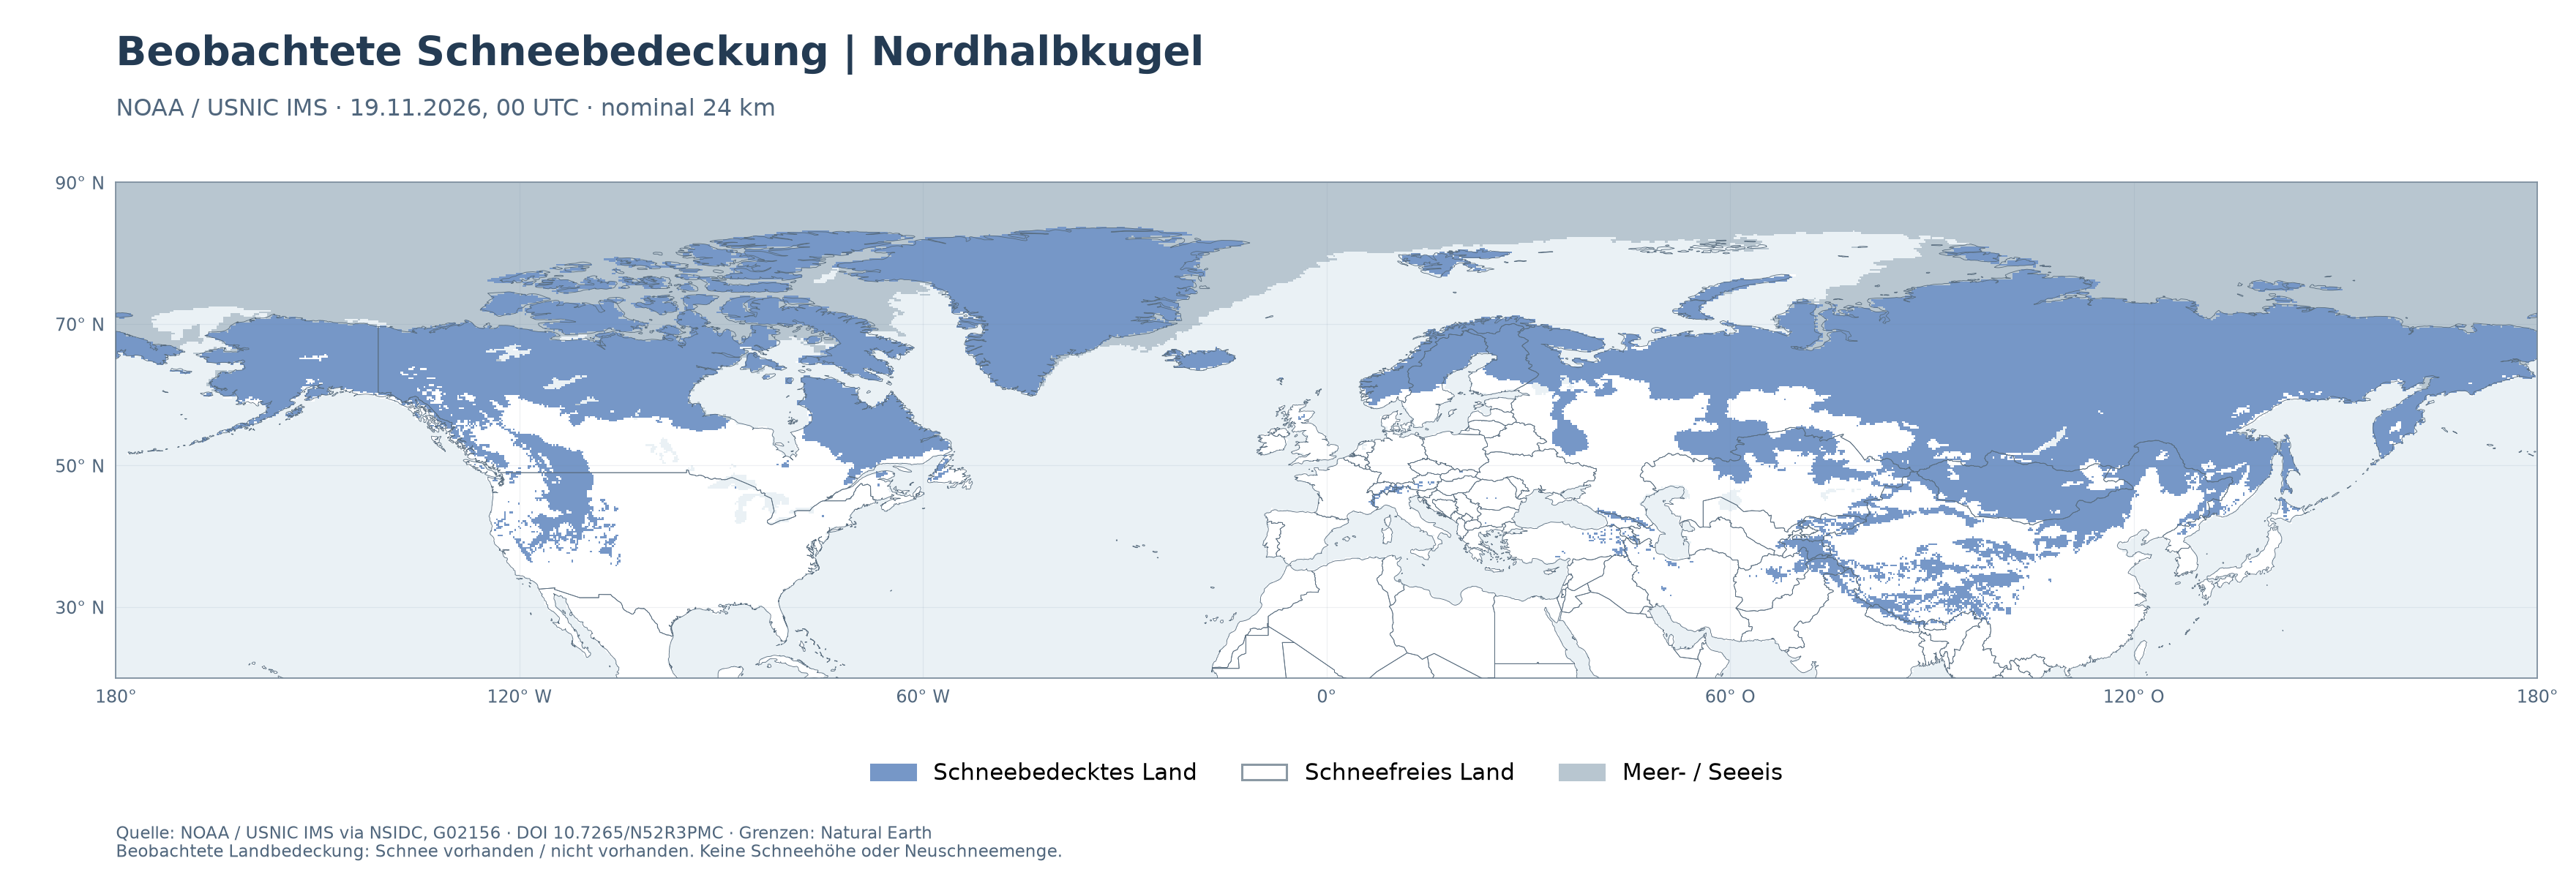 Beobachtete Schneebedeckung | Nordhalbkugel
NOAA / USNIC IMS · 19.11.2026, 00 UTC · nominal 24 km
90° N
70° N
50° N
30° N
180°
120° W
60° W
0°
60° O
120° O
180°
Schneebedecktes Land
Schneefreies Land
Meer- / Seeeis
Quelle: NOAA / USNIC IMS via NSIDC, G02156 · DOI 10.7265/N52R3PMC · Grenzen: Natural Earth
Beobachtete Landbedeckung: Schnee vorhanden / nicht vorhanden. Keine Schneehöhe oder Neuschneemenge.